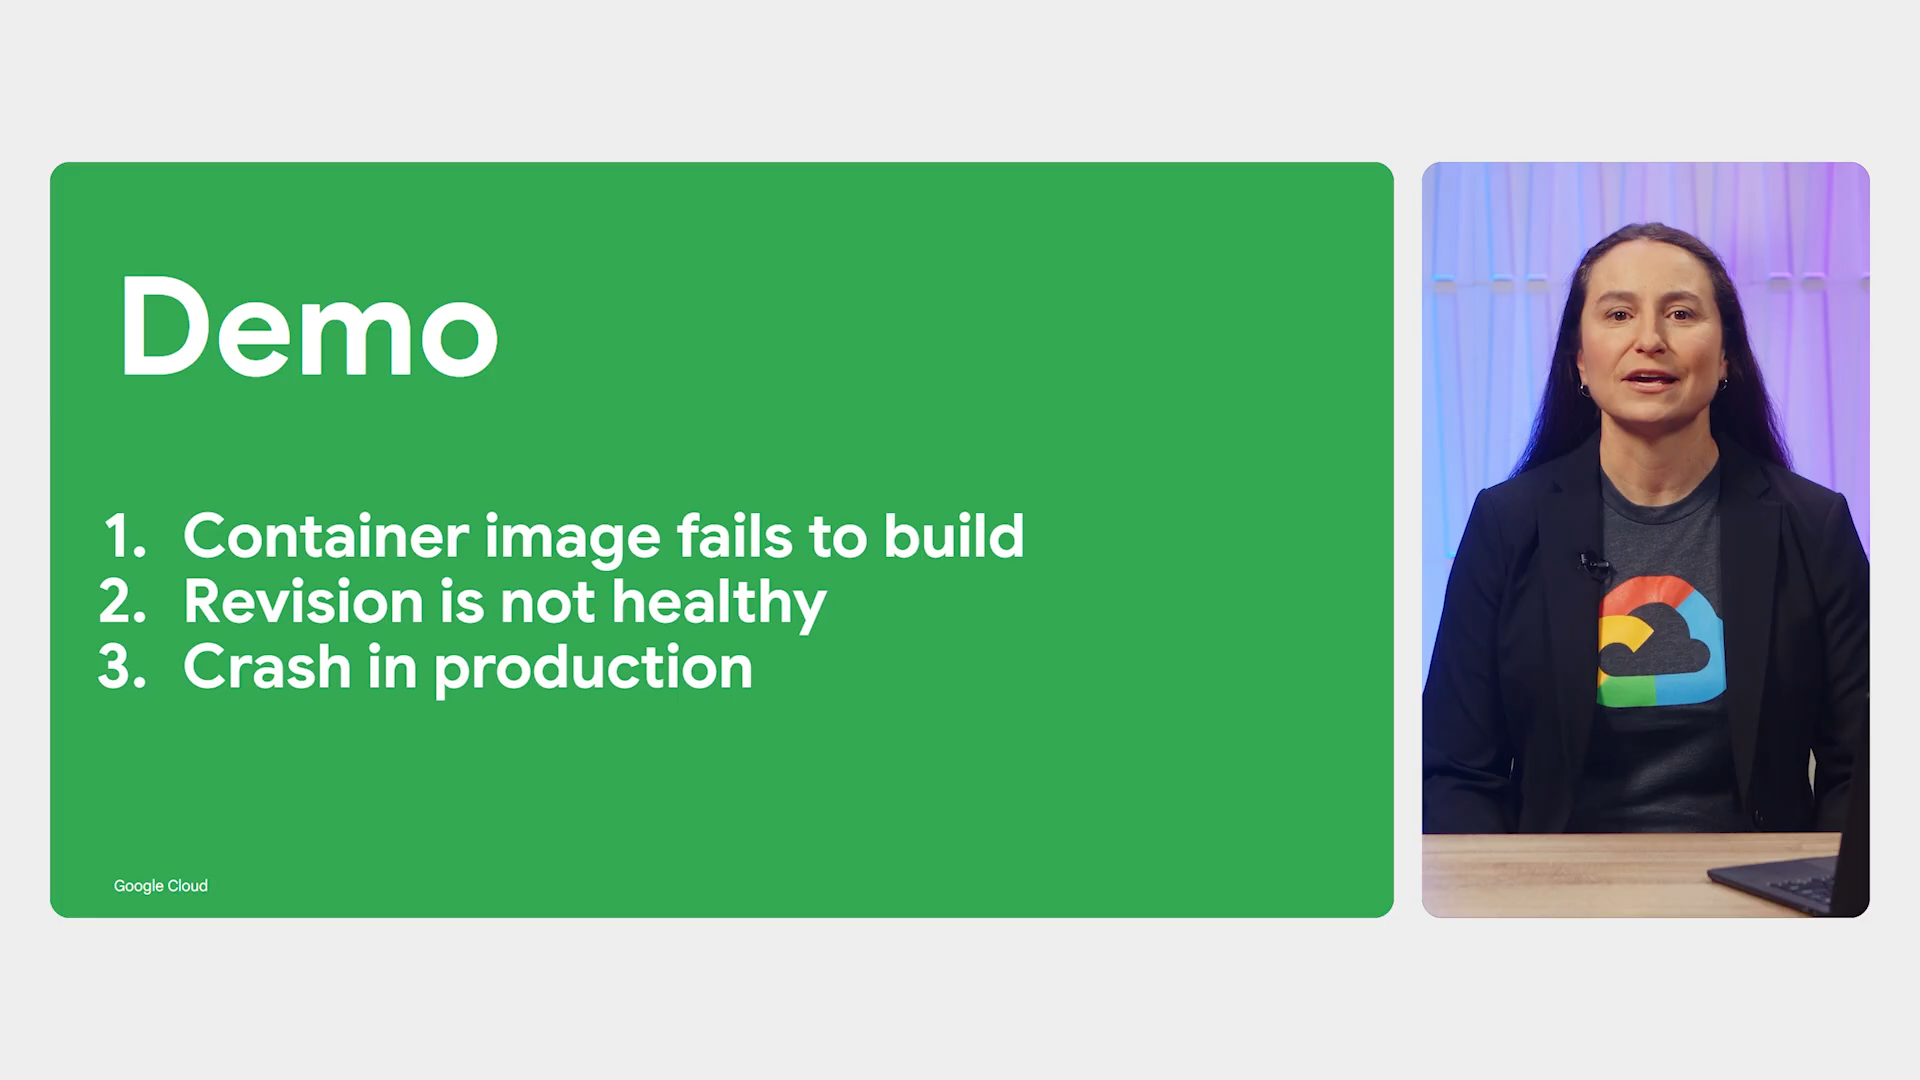 Demo
1. Container image fails to build
2. Revision is not healthy
3. Crash in production
Google Cloud